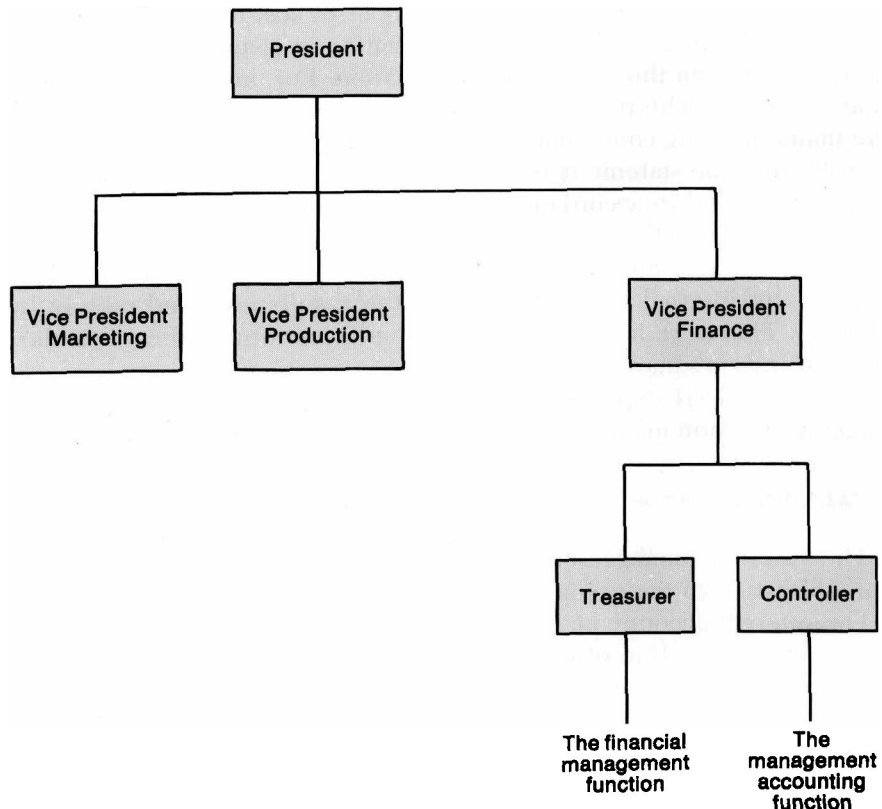 President
Vice President
Marketing
Vice President
Production
Vice President
Finance
Treasurer
Controller
The financial
management
function
The
management
accounting
function